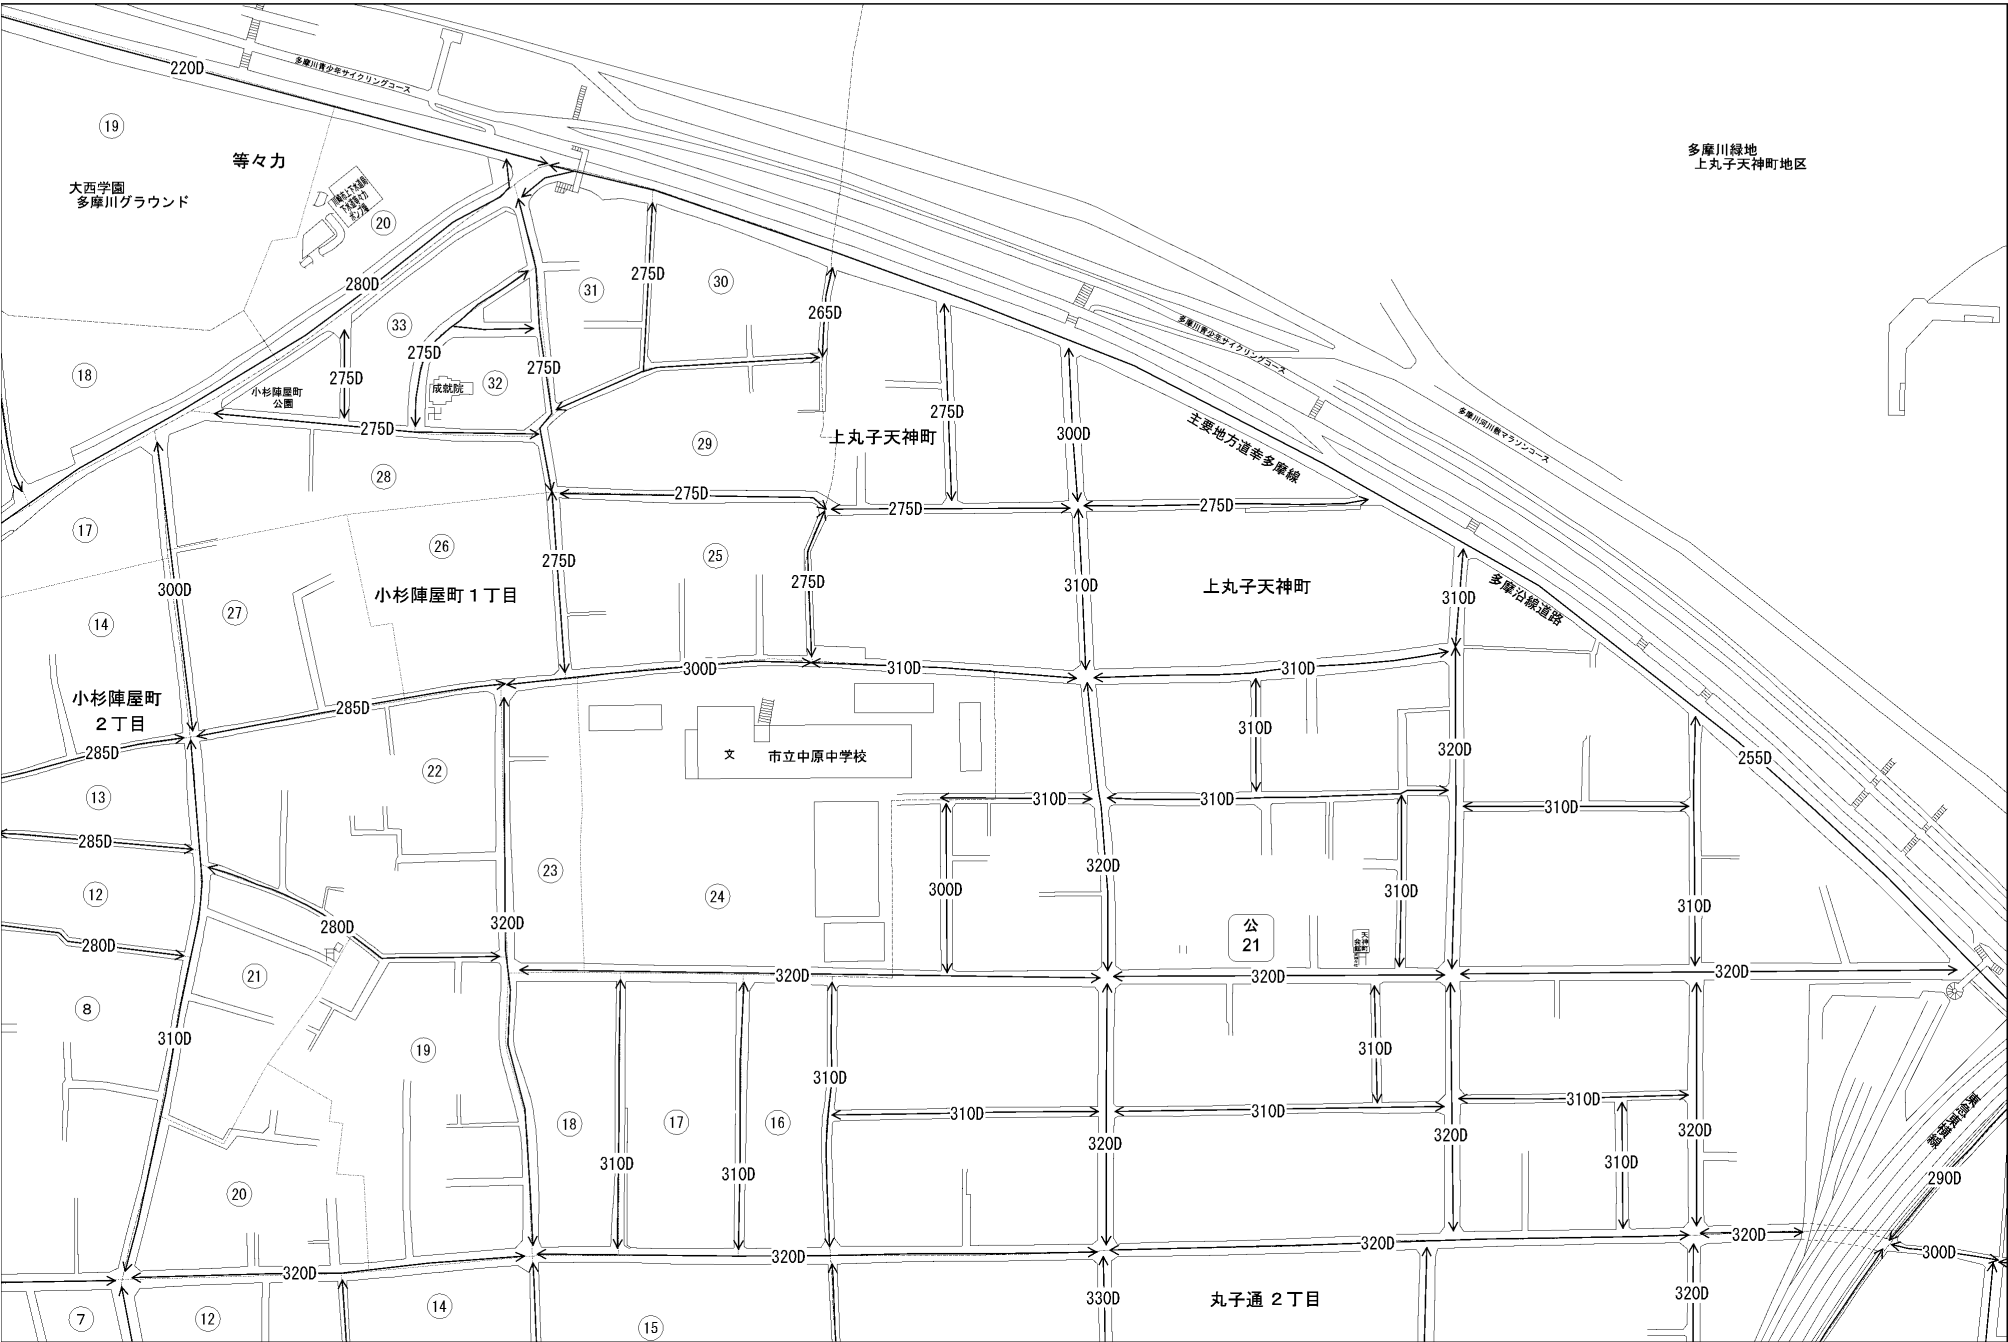 220D
多摩川青少年サイクリングコース
19
等々力
大西学園
多摩川グラウンド
20
多摩川緑地
上丸子天神町地区
280D
275D
31
30
265D
33
18
275D
275D
275D
小杉陣屋町
公園
成就院
32
275D
275D
300D
多摩川青少年サイクリングコース
多摩川河川敷マラソンコース
主要地方道幸多摩線
29
上丸子天神町
28
275D
275D
275D
17
26
25
275D
275D
310D
上丸子天神町
310D
多摩沿線道路
300D
27
小杉陣屋町1丁目
14
小杉陣屋町
2丁目
300D
310D
310D
285D
285D
文
市立中原中学校
310D
320D
255D
22
13
310D
310D
310D
285D
23
24
320D
300D
310D
310D
12
280D
280D
320D
公
21
天神町
会館
21
320D
320D
320D
8
310D
19
310D
310D
18
17
16
310D
310D
310D
310D
310D
320D
320D
310D
320D
東急東横線
20
290D
320D
320D
320D
320D
300D
7
12
14
15
330D
丸子通2丁目
320D